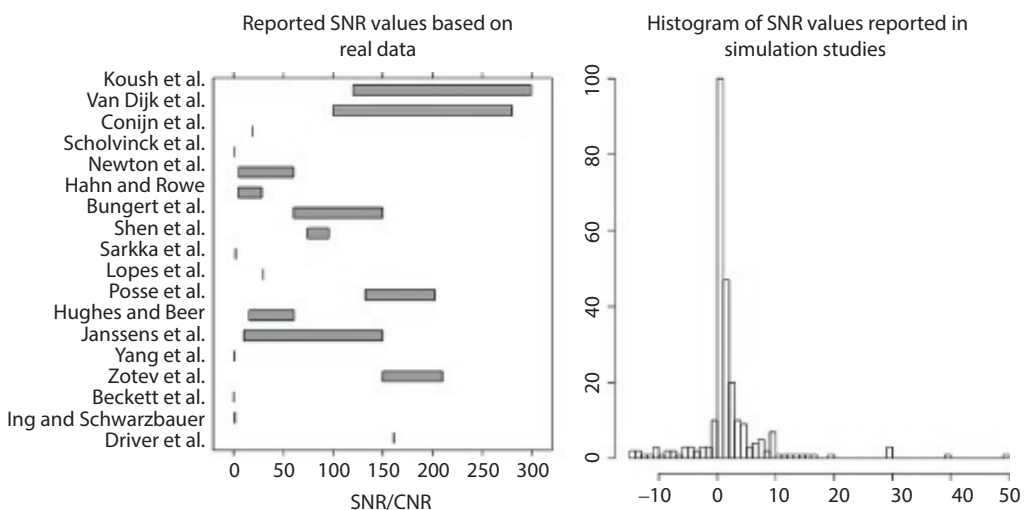 Reported SNR values based on
real data
Koush et al.
Van Dijk et al.
Conijn et al.
Scholvinck et al.
Newton et al.
Hahn and Rowe
Bungert et al.
Shen et al.
Sarkka et al.
Lopes et al.
Posse et al.
Hughes and Beer
Janssens et al.
Yang et al.
Zotev et al.
Beckett et al.
Ing and Schwarzbauer
Driver et al.
0 50 100 150 200 250 300
SNR/CNR
Histogram of SNR values reported in
simulation studies
100
80
60
40
20
0
−10 0 10 20 30 40 50